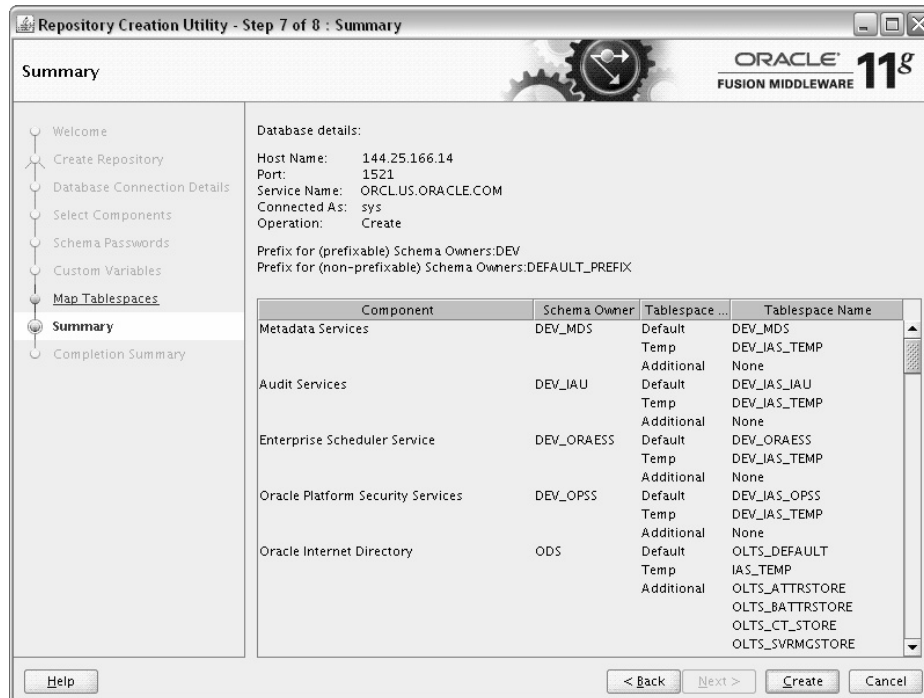 Repository Creation Utility - Step 7 of 8 : Summary
Summary
ORACLE
FUSION MIDDLEWARE 11g
Welcome
Create Repository
Database Connection Details
Select Components
Schema Passwords
Custom Variables
Map Tablespaces
Summary
Completion Summary
Database details:
Host Name: 144.25.166.14
Port: 1521
Service Name: ORCL.US.ORACLE.COM
Connected As: sys
Operation: Create
Prefix for (prefixable) Schema Owners:DEV
Prefix for (non-prefixable) Schema Owners:DEFAULT_PREFIX
Component Schema Owner Tablespace ... Tablespace Name
Metadata Services DEV_MDS Default DEV_MDS
Temp DEV_IAS_TEMP
Additional None
Audit Services DEV_IAU Default DEV_IAS_IAU
Temp DEV_IAS_TEMP
Additional None
Enterprise Scheduler Service DEV_ORAESS Default DEV_ORAESS
Temp DEV_IAS_TEMP
Additional None
Oracle Platform Security Services DEV_OPSS Default DEV_IAS_OPSS
Temp DEV_IAS_TEMP
Additional None
Oracle Internet Directory ODS Default OLTS_DEFAULT
Temp IAS_TEMP
Additional OLTS_ATTRSTORE
OLTS_BATTRSTORE
OLTS_CT_STORE
OLTS_SVRMGSTORE
Help < Back Next > Create Cancel